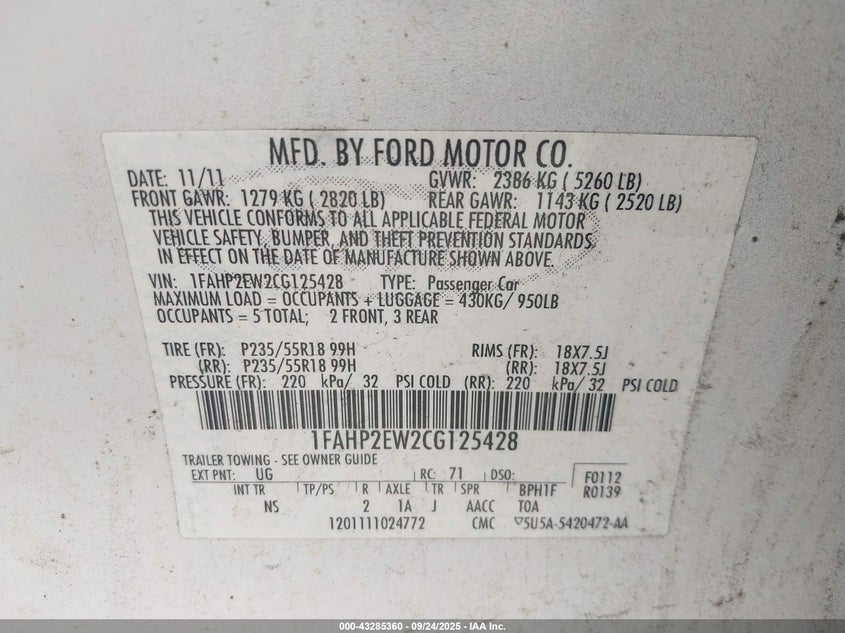 MFD. BY FORD MOTOR CO.
DATE: 11/11 GVWR: 2386 KG ( 5260 LB)
FRONT GAWR: 1279 KG ( 2820 LB) REAR GAWR: 1143 KG ( 2520 LB)
THIS VEHICLE CONFORMS TO ALL APPLICABLE FEDERAL MOTOR
VEHICLE SAFETY, BUMPER, AND THEFT PREVENTION STANDARDS
IN EFFECT ON THE DATE OF MANUFACTURE SHOWN ABOVE.
VIN: 1FAHP2EW2CG125428 TYPE: Passenger Car
MAXIMUM LOAD = OCCUPANTS + LUGGAGE = 430KG/ 950LB
OCCUPANTS = 5 TOTAL; 2 FRONT, 3 REAR
TIRE (FR): P235/55R18 99H RIMS (FR): 18X7.5J
(RR): P235/55R18 99H (RR): 18X7.5J
PRESSURE (FR): 220 kPa/ 32 PSI COLD (RR): 220 kPa/ 32 PSI COLD
1FAHP2EW2CG125428
TRAILER TOWING - SEE OWNER GUIDE
EXT PNT: UG RC: 71 DSO: F0112
INT TR TP/PS R AXLE TR SPR BPH1F R0139
NS 2 1A J AACC TOA
1201111024772 CMC 5U5A-5420472-AA
000-43285360 - 09/24/2025 - IAA Inc.